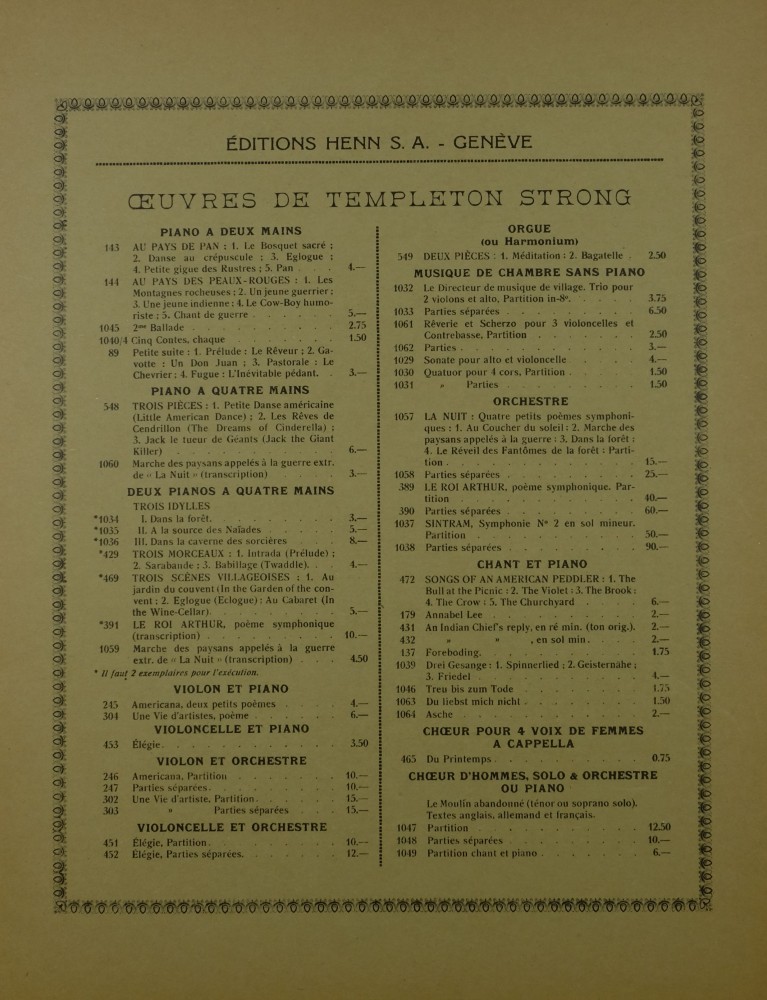 ÉDITIONS HENN S. A. - GENÈVE
ŒUVRES DE TEMPLETON STRONG
PIANO A DEUX MAINS
143 AU PAYS DE PAN : 1. Le Bosquet sacré ;
2. Danse au crépuscule ; 3. Eglogue ;
4. Petite gigue des Rustres ; 5. Pan . . 4.—
144 AU PAYS DES PEAUX-ROUGES : 1. Les
Montagnes rocheuses ; 2. Un jeune guerrier ;
3. Une jeune indienne ; 4. Le Cow-Boy humo-
riste ; 5. Chant de guerre . . . . . 5.—
1045 2me Ballade . . . . . . . . 2.75
1040/4 Cinq Contes, chaque . . . . . 1.50
89 Petite suite : 1. Prélude : Le Rêveur ; 2. Ga-
votte : Un Don Juan ; 3. Pastorale : Le
Chevrier ; 4. Fugue : L'Inévitable pédant. . 3.—
PIANO A QUATRE MAINS
548 TROIS PIÈCES : 1. Petite Danse américaine
(Little American Dance) ; 2. Les Rêves de
Cendrillon (The Dreams of Cinderella) ;
3. Jack le tueur de Géants (Jack the Giant
Killer) . . . . . . . . . 6.—
1060 Marche des paysans appelés à la guerre extr.
de « La Nuit » (transcription) . . . . 3.—
DEUX PIANOS A QUATRE MAINS
TROIS IDYLLES
*1034 I. Dans la forêt. . . . . . . 3.—
*1035 II. A la source des Naïades . . . . 5.—
*1036 III. Dans la caverne des sorcières . . . 8.—
*429 TROIS MORCEAUX : 1. Intrada (Prélude) ;
2. Sarabande ; 3. Babillage (Twaddle). . . 4.—
*469 TROIS SCÈNES VILLAGEOISES : 1. Au
jardin du couvent (In the Garden of the con-
vent ; 2. Eglogue (Eclogue) : Au Cabaret (In
the Wine-Cellar) . . . . . . . 5.—
*391 LE ROI ARTHUR, poème symphonique
(transcription) . . . . . . . 10.—
1059 Marche des paysans appelés à la guerre
extr. de « La Nuit » (transcription) . . . 4.50
* Il faut 2 exemplaires pour l'exécution.
VIOLON ET PIANO
245 Americana, deux petits poèmes . . . . 4.—
301 Une Vie d'artistes, poème . . . . . 6.—
VIOLONCELLE ET PIANO
453 Élégie . . . . . . . . . . 3.50
VIOLON ET ORCHESTRE
246 Americana, Partition . . . . . . 10.—
247 Parties séparées . . . . . . . 10.—
302 Une Vie d'artiste, Partition . . . . . 15.—
303 » Parties séparées . . . 15.—
VIOLONCELLE ET ORCHESTRE
451 Élégie, Partition . . . . . . . 10.—
452 Élégie, Parties séparées. . . . . . 12.—
ORGUE
(ou Harmonium)
549 DEUX PIÈCES : 1. Méditation : 2. Bagatelle . 2.50
MUSIQUE DE CHAMBRE SANS PIANO
1032 Le Directeur de musique de village. Trio pour
2 violons et alto, Partition in-8º. . . . . 3.75
1033 Parties séparées . . . . . . . 6.50
1061 Rêverie et Scherzo pour 3 violoncelles et
Contrebasse, Partition . . . . . . 2.50
1062 Parties . . . . . . . . . . 3.—
1029 Sonate pour alto et violoncelle . . . . 4.—
1030 Quatuor pour 4 cors, Partition . . . . 1.50
1031 » Parties . . . . . . 1.50
ORCHESTRE
1057 LA NUIT : Quatre petits poèmes symphoni-
ques : 1. Au Coucher du soleil : 2. Marche des
paysans appelés à la guerre : 3. Dans la forêt :
4. Le Réveil des Fantômes de la forêt : Parti-
tion . . . . . . . . . . . 15.—
1058 Parties séparées . . . . . . . 25.—
389 LE ROI ARTHUR, poème symphonique. Par-
tition . . . . . . . . . . 40.—
390 Parties séparées . . . . . . . 60.—
1037 SINTRAM, Symphonie Nº 2 en sol mineur.
Partition . . . . . . . . . 50.—
1038 Parties séparées . . . . . . . 90.—
CHANT ET PIANO
472 SONGS OF AN AMERICAN PEDDLER : 1. The
Bull at the Picnic : 2. The Violet ; 3. The Brook :
4. The Crow ; 5. The Churchyard . . . . 6.—
179 Annabel Lee . . . . . . . . 2.—
431 An Indian Chief's reply, en ré min. (ton orig.). 2.—
432 » » , en sol min . . . 2.—
137 Foreboding. . . . . . . . . 1.75
1039 Drei Gesange : 1. Spinnerlied ; 2. Geisternähe ;
3. Friedel . . . . . . . . . 4.—
1046 Treu bis zum Tode . . . . . . 1.75
1063 Du liebst mich nicht . . . . . . 1.50
1064 Asche . . . . . . . . . . 2.—
CHŒUR POUR 4 VOIX DE FEMMES
A CAPPELLA
465 Du Printemps . . . . . . . . 0.75
CHŒUR D'HOMMES, SOLO & ORCHESTRE
OU PIANO
Le Moulin abandonné (ténor ou soprano solo).
Textes anglais, allemand et français.
1047 Partition . . . . . . . . . 12.50
1048 Parties séparées . . . . . . . 10.—
1049 Partition chant et piano . . . . . . 6.—